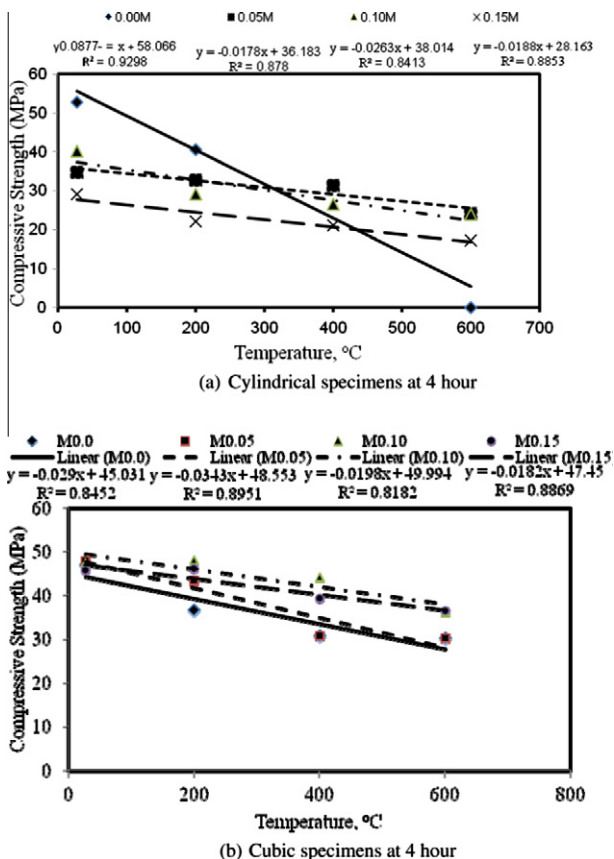 0.00M 0.05M 0.10M 0.15M
y0.0877- = x + 58.066 y = -0.0178x + 36.183 y = -0.0263x + 38.014 y = -0.0188x + 28.163
R² = 0.9298 R² = 0.878 R² = 0.8413 R² = 0.8853
Compressive Strength (MPa)
60
50
40
30
20
10
0
0 100 200 300 400 500 600 700
Temperature, °C
(a) Cylindrical specimens at 4 hour
M0.0 M0.05 M0.10 M0.15
Linear (M0.0) Linear (M0.05) Linear (M0.10) Linear (M0.15)
y = -0.029x + 45.031 y = -0.0343x + 48.553 y = -0.0198x + 49.994 y = -0.0182x + 47.45
R² = 0.8452 R² = 0.8951 R² = 0.8182 R² = 0.8869
Compressive Strength (MPa)
60
50
40
30
20
10
0
0 200 400 600 800
Temperature, °C
(b) Cubic specimens at 4 hour